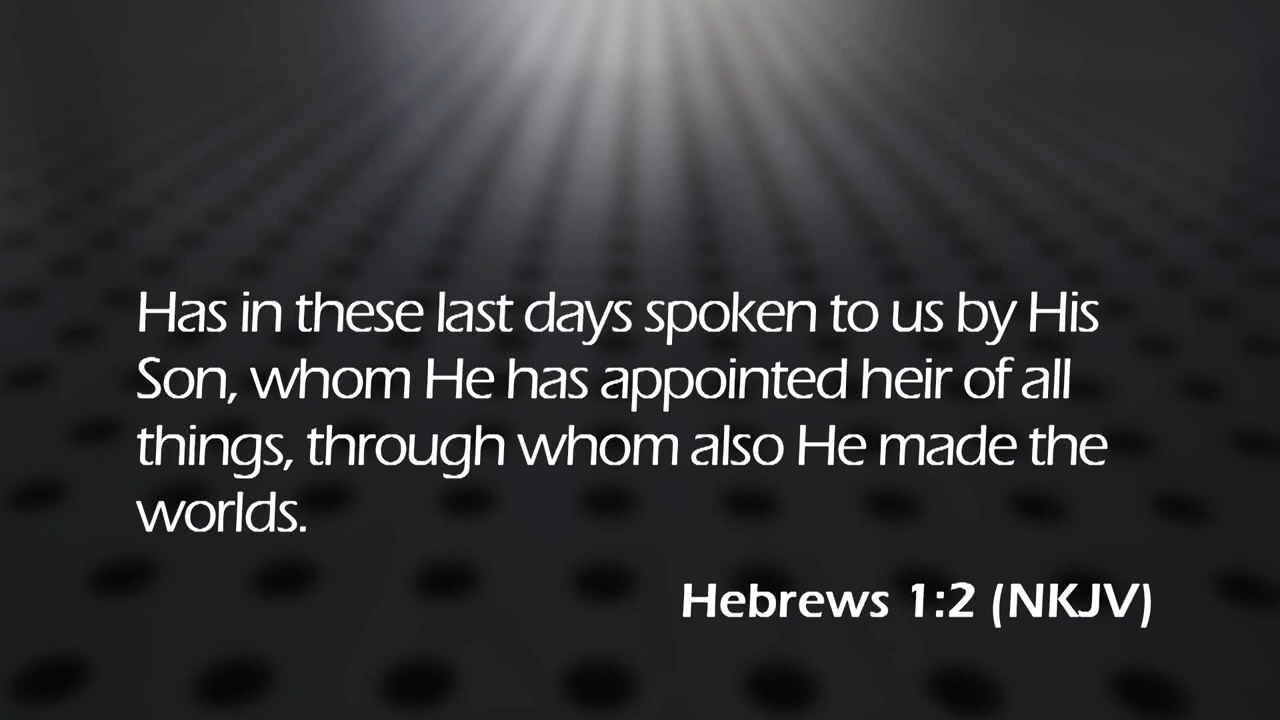 Has in these last days spoken to us by His
Son, whom He has appointed heir of all
things, through whom also He made the
worlds.
Hebrews 1:2 (NKJV)